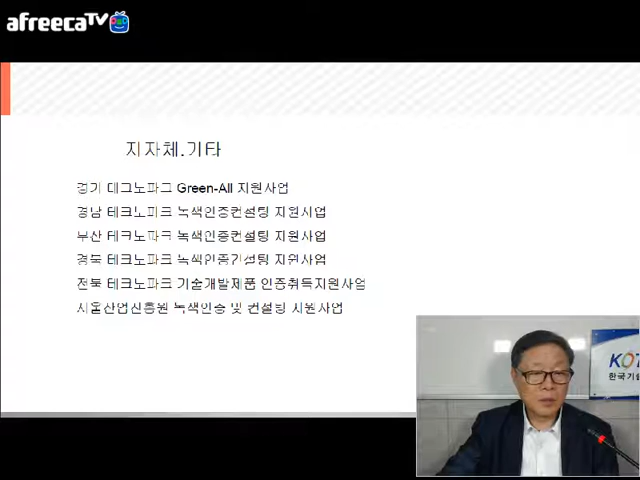 afreecaTV
지자체.기타
경기 테크노파크 Green-All 지원사업
경남 테크노파크 녹색인증컨설팅 지원사업
부산 테크노파크 녹색인증컨설팅 지원사업
경북 테크노파크 녹색인증컨설팅 지원사업
전북 테크노파크 기술개발제품 인증취득지원사업
서울산업진흥원 녹색인증 및 컨설팅 지원사업
한국기술